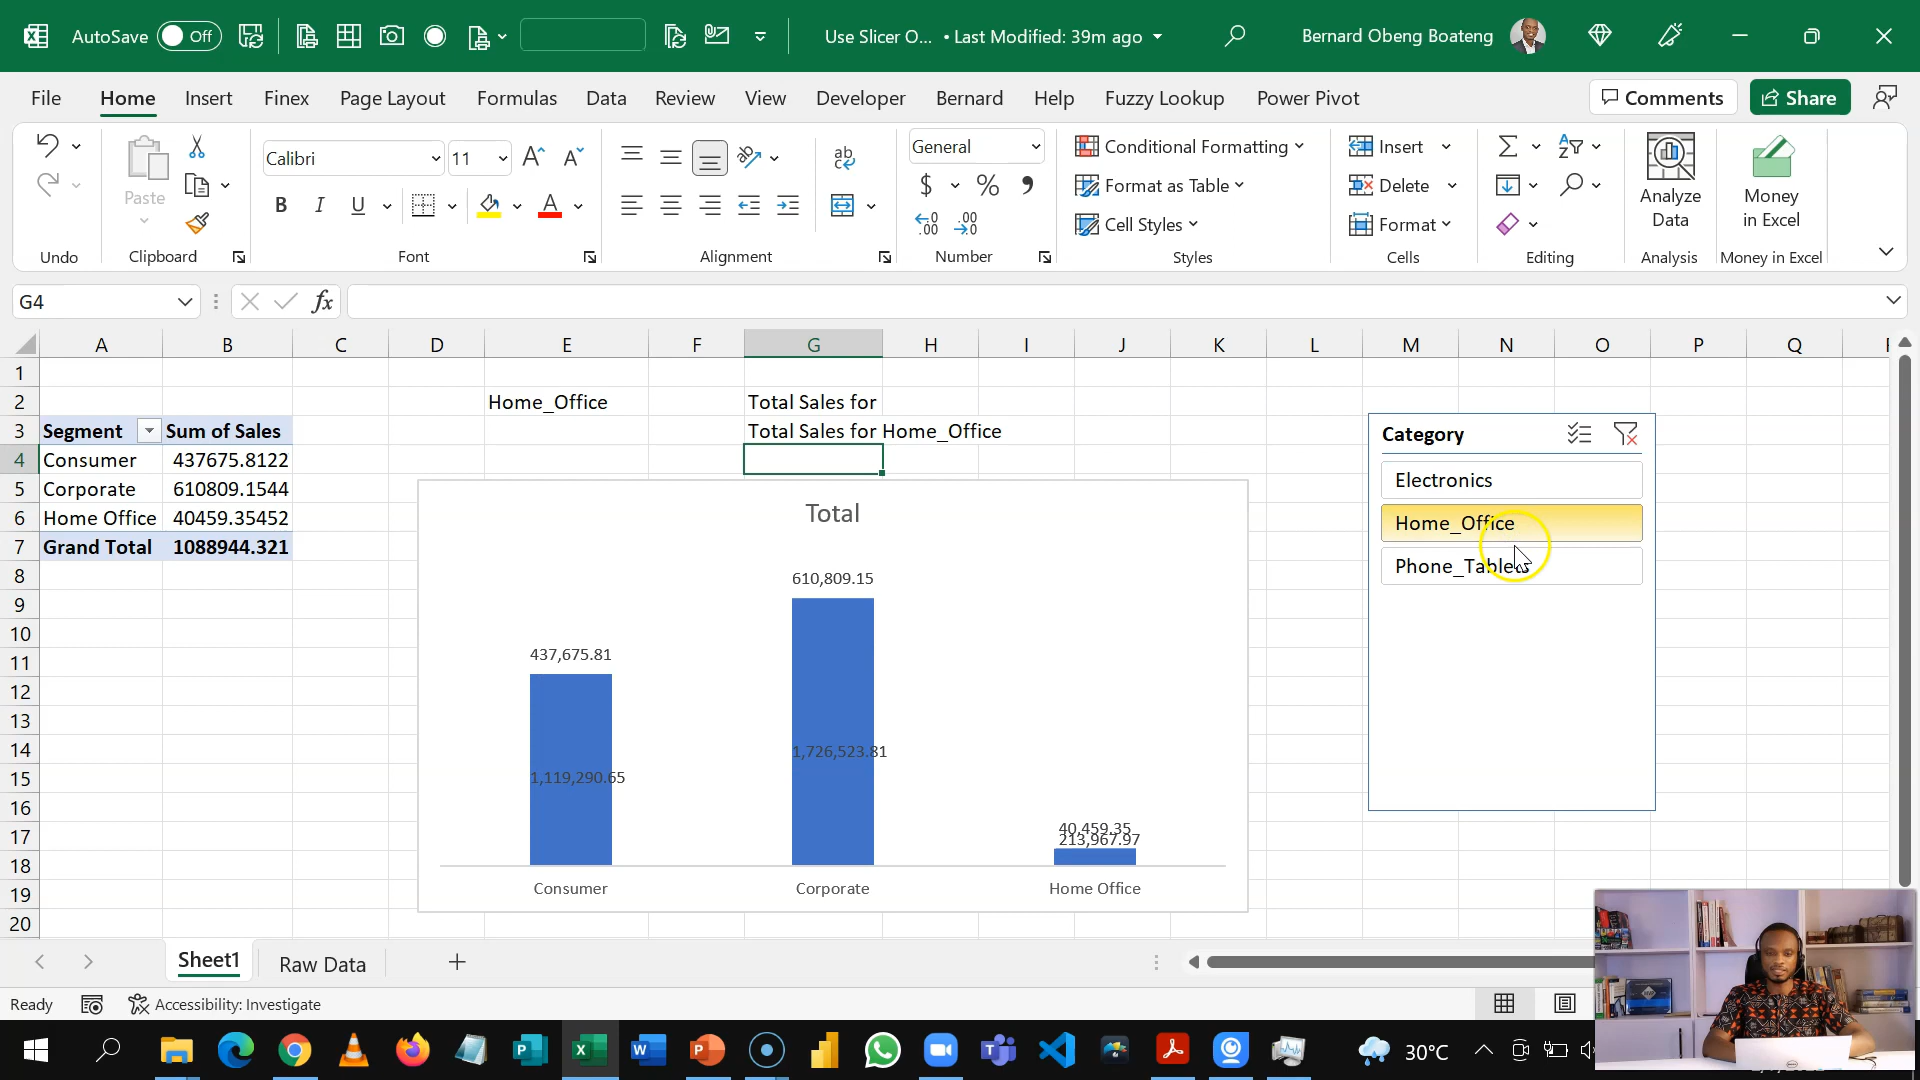 AutoSave Off Use Slicer O... • Last Modified: 39m ago Bernard Obeng Boateng
File Home Insert Finex Page Layout Formulas Data Review View Developer Bernard Help Fuzzy Lookup Power Pivot Comments Share
Paste Calibri 11 General Conditional Formatting Insert Analyze Data Money in Excel
B I U A $ % Format as Table Delete
Cell Styles Format
Undo Clipboard Font Alignment Number Styles Cells Editing Analysis Money in Excel
G4 fx
A B C D E F G H I J K L M N O P Q
1
2 Home_Office Total Sales for
3 Segment Sum of Sales Total Sales for Home_Office
4 Consumer 437675.8122
5 Corporate 610809.1544
6 Home Office 40459.35452
7 Grand Total 1088944.321
8
9
10
11
12
13
14
15
16
17
18
19
20
Total
610,809.15
437,675.81
1,726,523.81
1,119,290.65
40,459.35
213,967.97
Consumer Corporate Home Office
Category
Electronics
Home_Office
Phone_Tablets
Sheet1 Raw Data
Ready Accessibility: Investigate
30°C